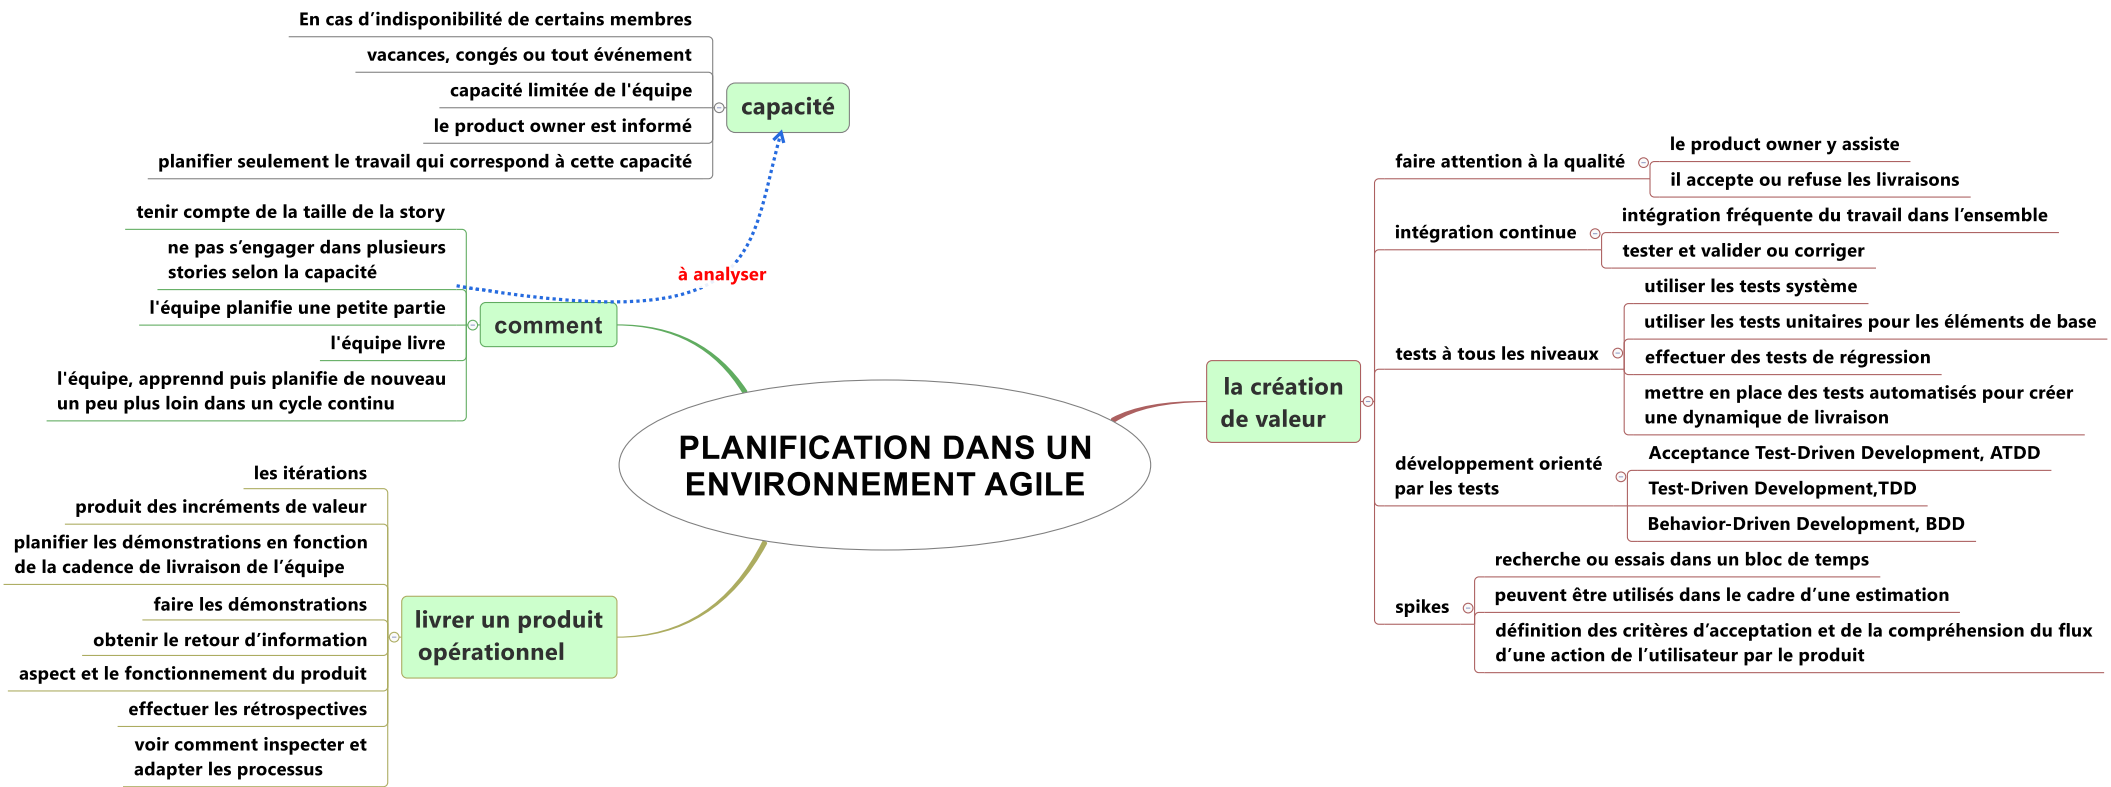 En cas d’indisponibilité de certains membres
vacances, congés ou tout événement
capacité limitée de l'équipe
le product owner est informé
planifier seulement le travail qui correspond à cette capacité
capacité
à analyser
tenir compte de la taille de la story
ne pas s’engager dans plusieurs
stories selon la capacité
l'équipe planifie une petite partie
l'équipe livre
l'équipe, apprennd puis planifie de nouveau
un peu plus loin dans un cycle continu
comment
PLANIFICATION DANS UN
ENVIRONNEMENT AGILE
les itérations
produit des incréments de valeur
planifier les démonstrations en fonction
de la cadence de livraison de l’équipe
faire les démonstrations
obtenir le retour d’information
aspect et le fonctionnement du produit
effectuer les rétrospectives
voir comment inspecter et
adapter les processus
livrer un produit
opérationnel
la création
de valeur
faire attention à la qualité
le product owner y assiste
il accepte ou refuse les livraisons
intégration continue
intégration fréquente du travail dans l’ensemble
tester et valider ou corriger
tests à tous les niveaux
utiliser les tests système
utiliser les tests unitaires pour les éléments de base
effectuer des tests de régression
mettre en place des tests automatisés pour créer
une dynamique de livraison
développement orienté
par les tests
Acceptance Test-Driven Development, ATDD
Test-Driven Development,TDD
Behavior-Driven Development, BDD
spikes
recherche ou essais dans un bloc de temps
peuvent être utilisés dans le cadre d’une estimation
définition des critères d’acceptation et de la compréhension du flux
d’une action de l’utilisateur par le produit